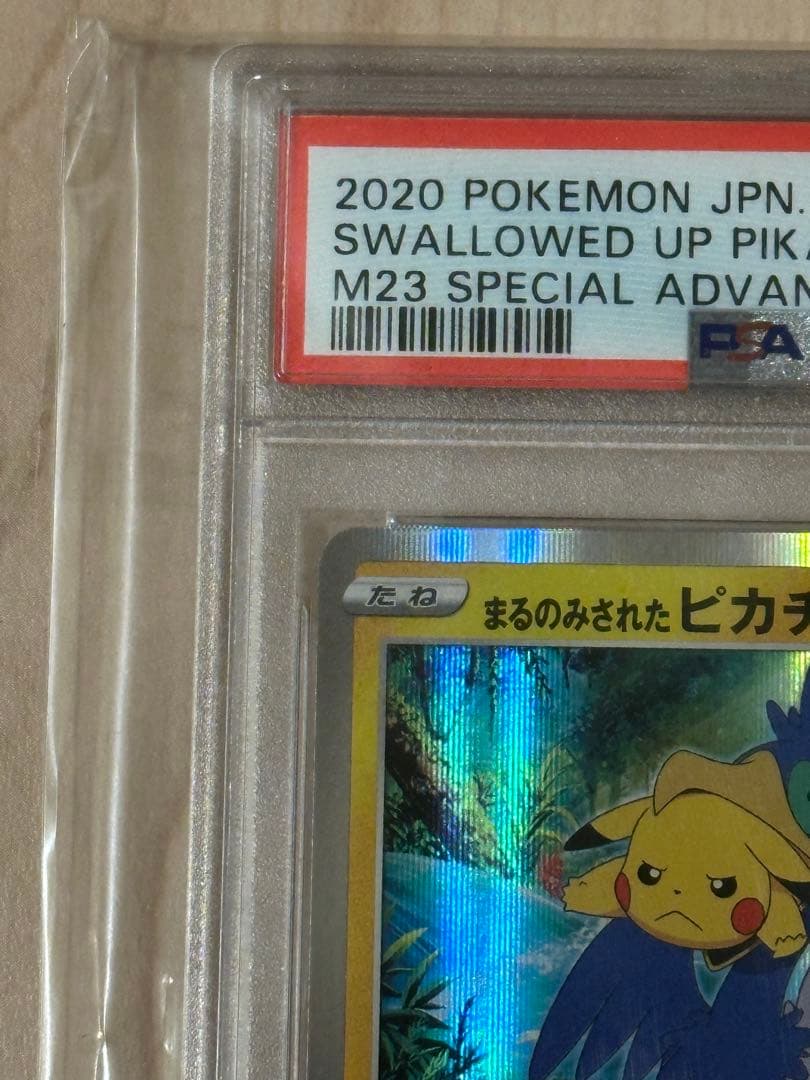 2020 POKEMON JPN.
SWALLOWED UP PIKA
M23 SPECIAL ADVAN
PSA
たね
まるのみされたピカチ